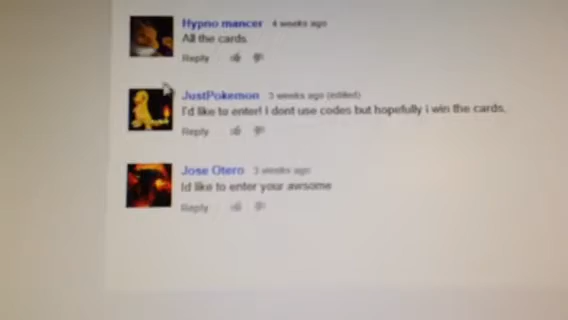 Hypno mancer 4 weeks ago
All the cards
Reply
JustPokemon 3 weeks ago (edited)
I'd like to enter! I dont use codes but hopefully i win the cards.
Reply
Jose Otero 3 weeks ago
Id like to enter your awsome
Reply